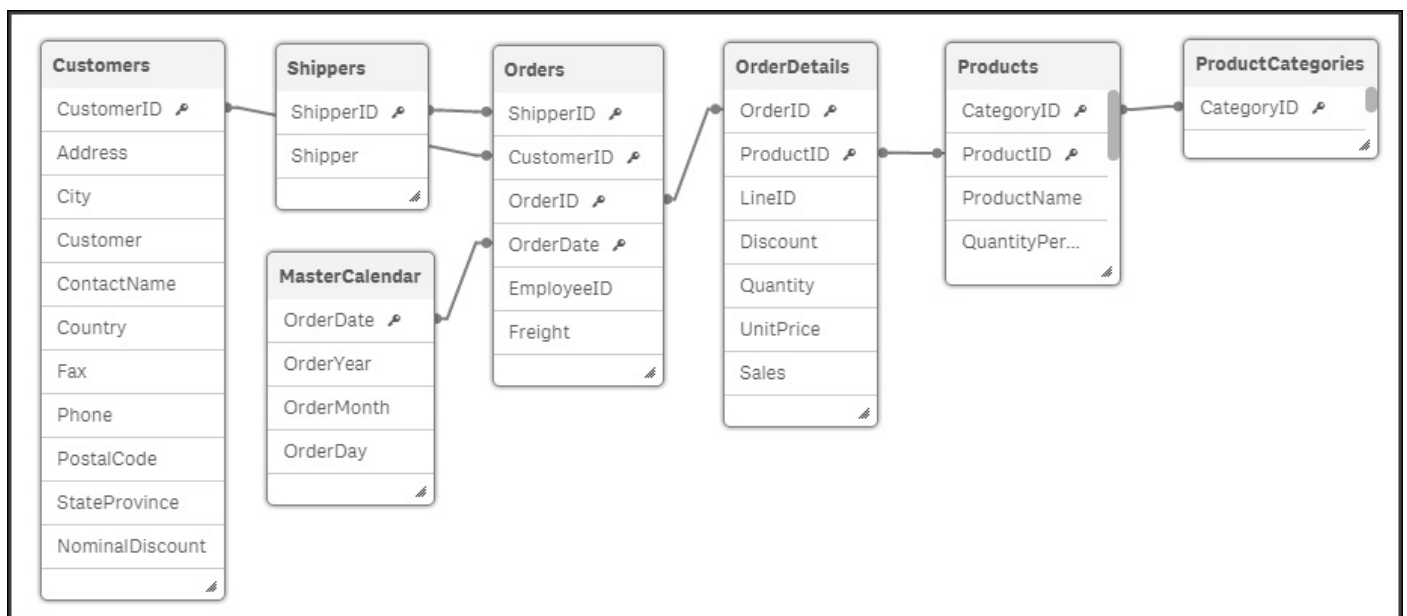 Customers
CustomerID
Address
City
Customer
ContactName
Country
Fax
Phone
PostalCode
StateProvince
NominalDiscount
Shippers
ShipperID
Shipper
MasterCalendar
OrderDate
OrderYear
OrderMonth
OrderDay
Orders
ShipperID
CustomerID
OrderID
OrderDate
EmployeeID
Freight
OrderDetails
OrderID
ProductID
LineID
Discount
Quantity
UnitPrice
Sales
Products
CategoryID
ProductID
ProductName
QuantityPer...
ProductCategories
CategoryID